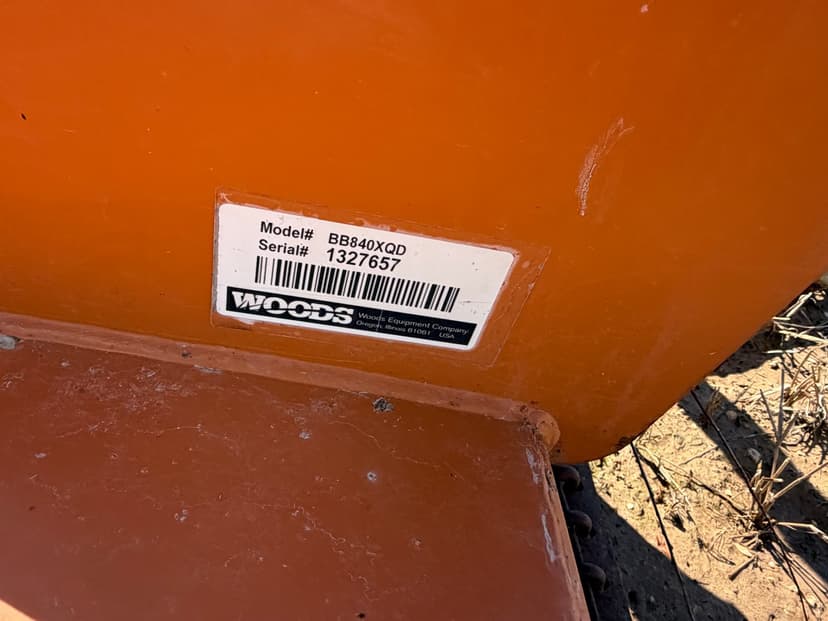 Model# BB840XQD
Serial# 1327657
WOODS Woods Equipment Company
Oregon, Illinois 61061 USA